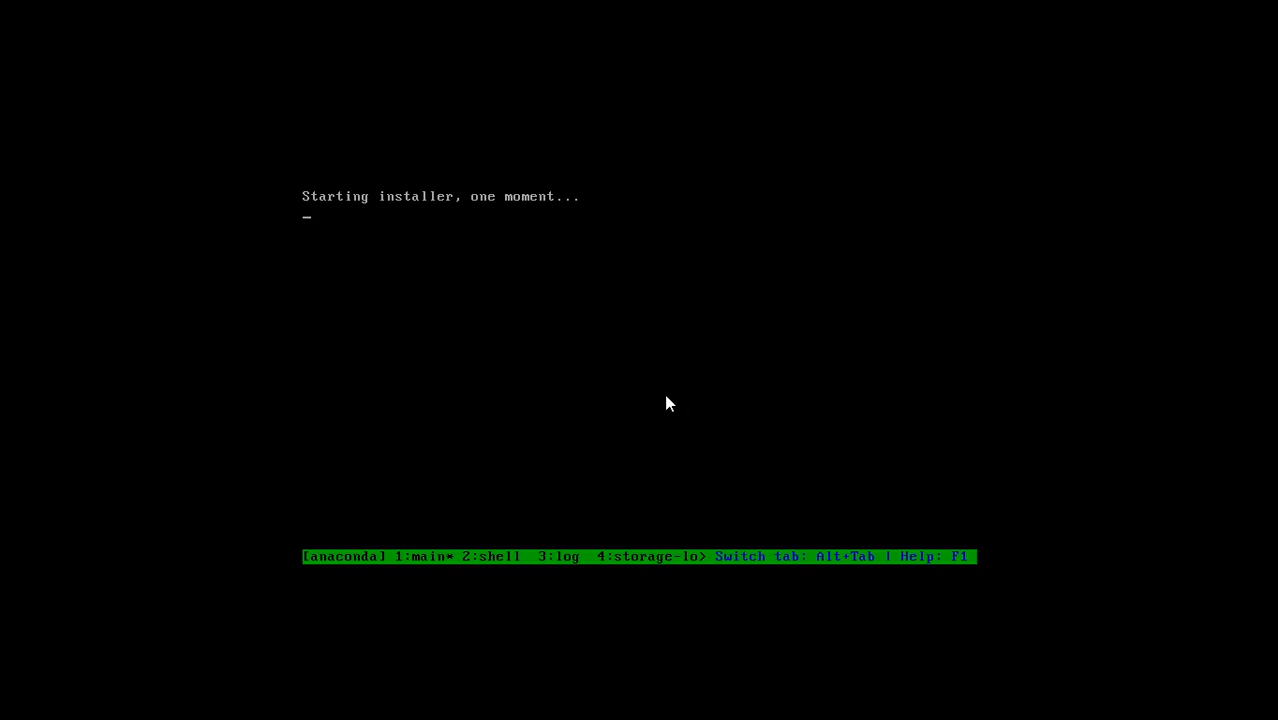 Starting installer, one moment...
[anaconda] 1:main* 2:shell  3:log  4:storage-lo> Switch tab: Alt+Tab | Help: F1